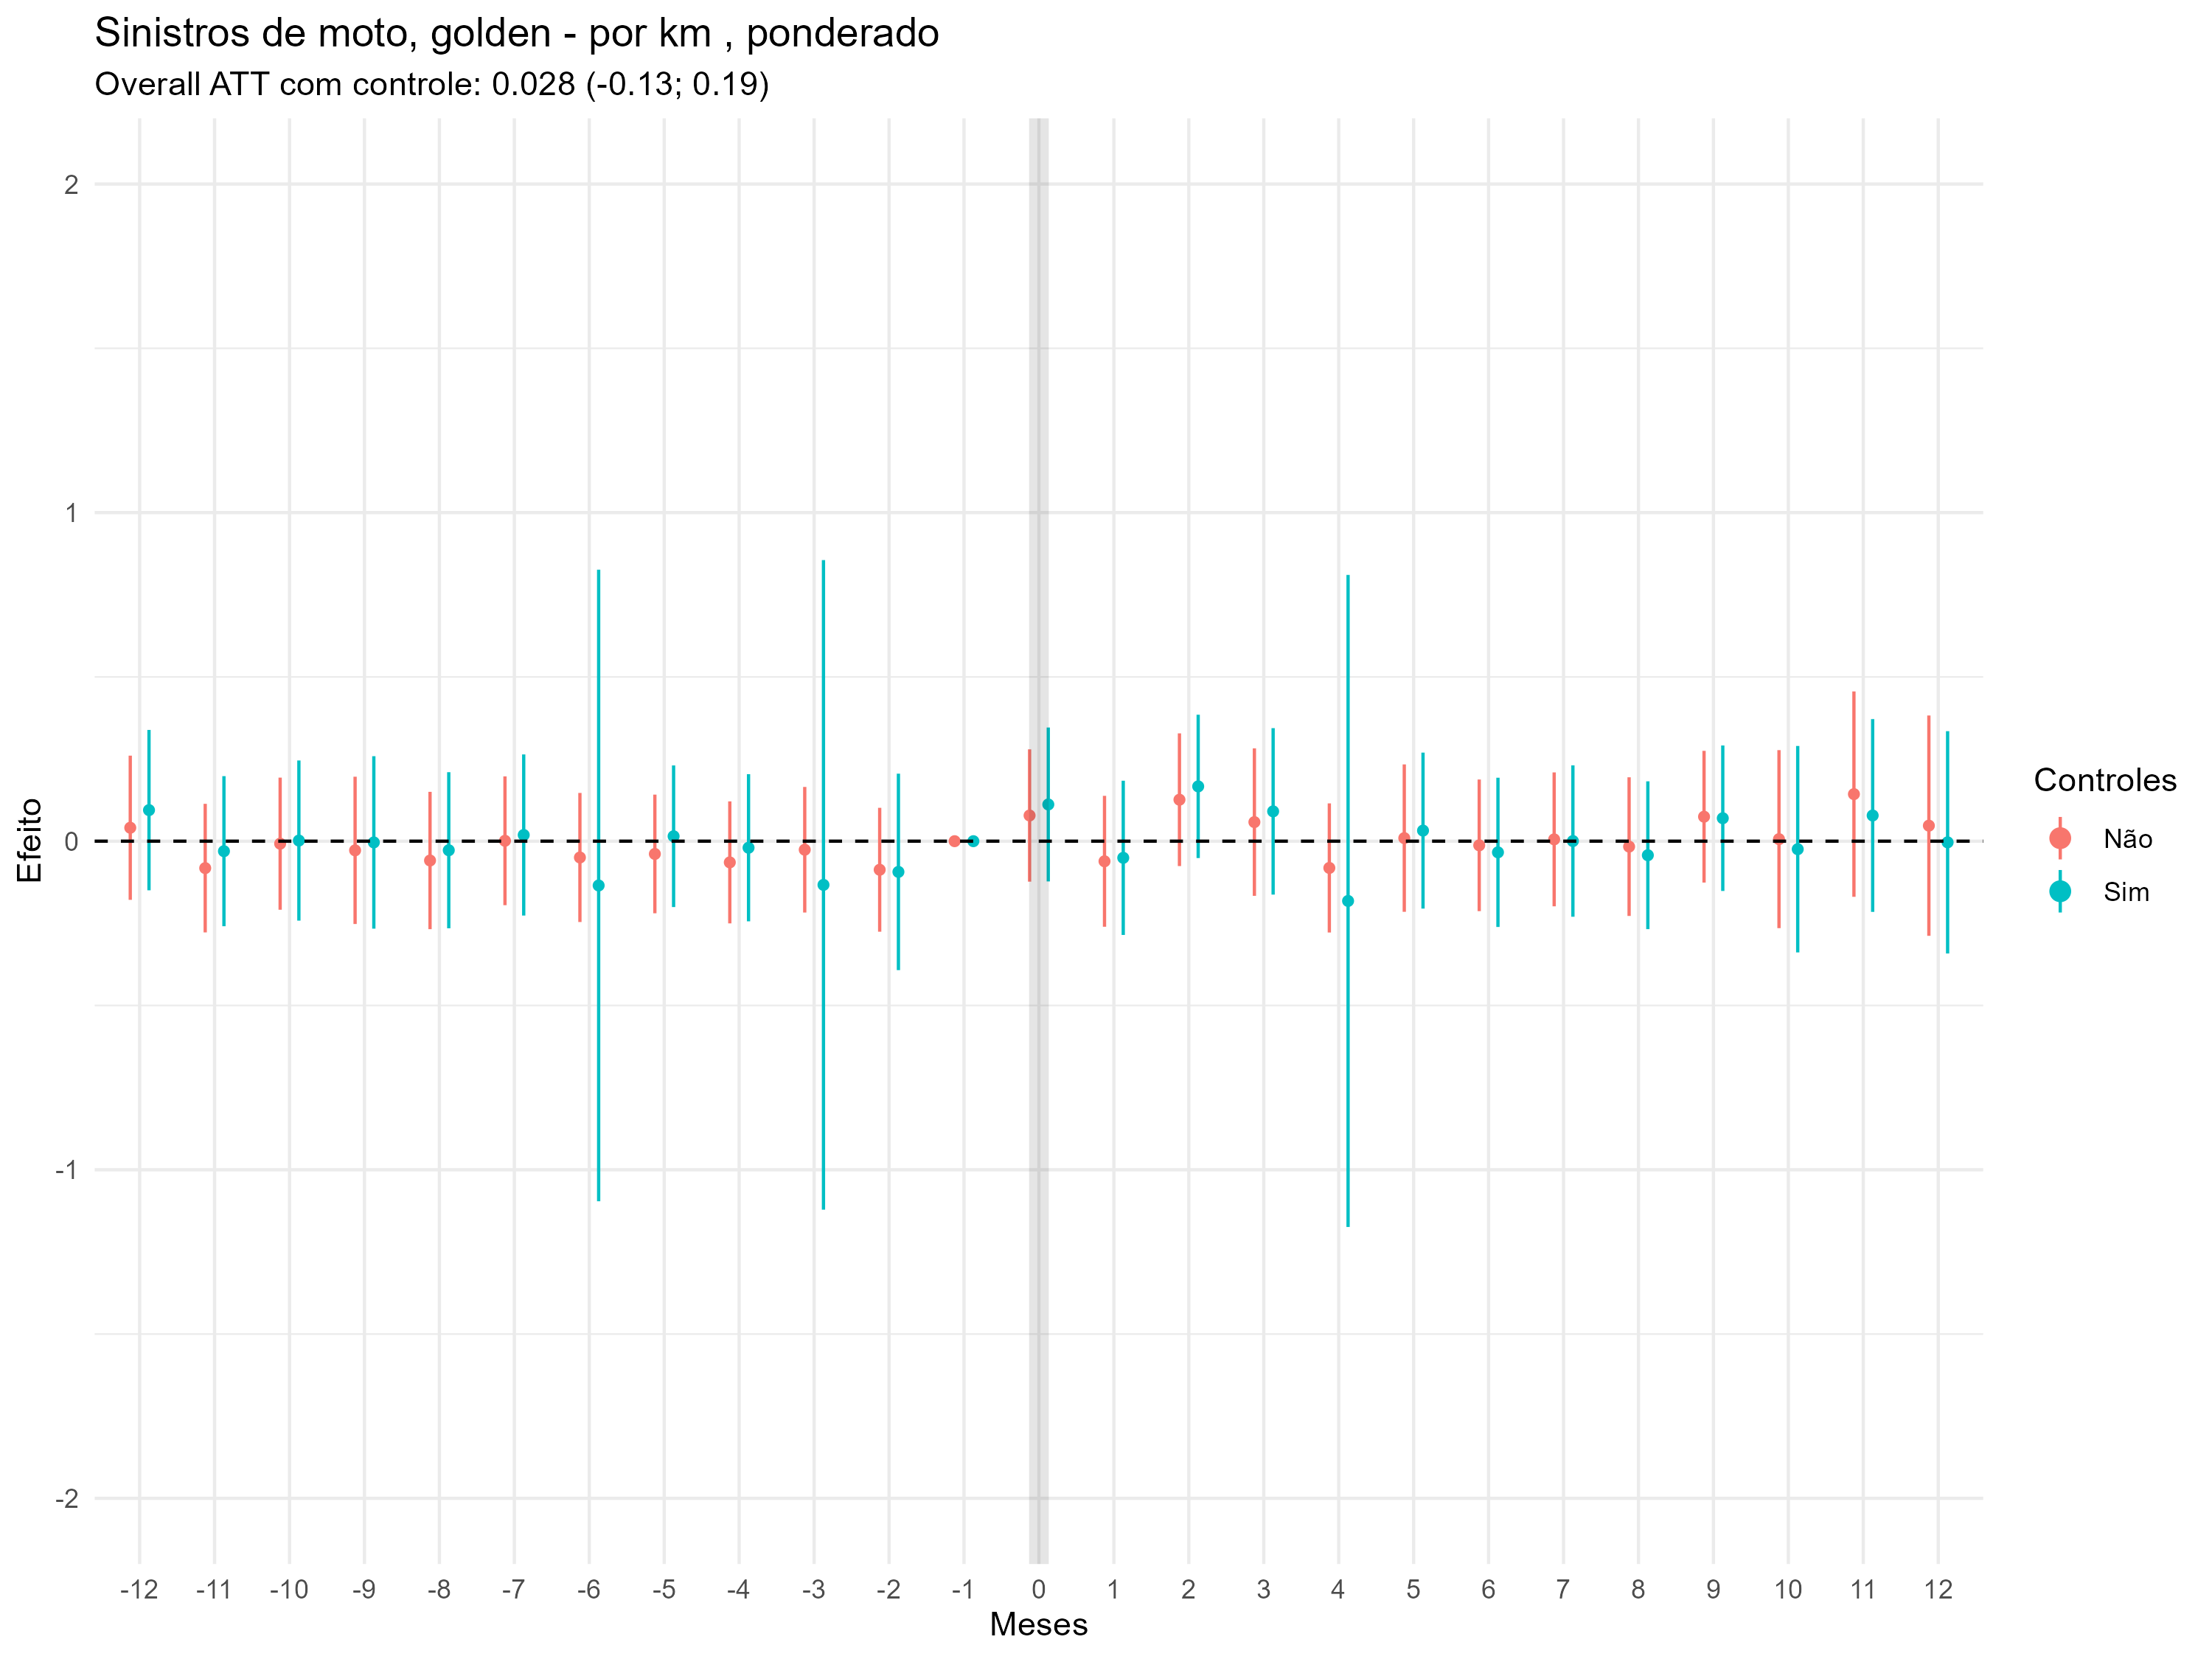 Sinistros de moto, golden - por km , ponderado
Overall ATT com controle: 0.028 (-0.13; 0.19)
2
1
0
-1
-2
Efeito
-12 -11 -10 -9 -8 -7 -6 -5 -4 -3 -2 -1 0 1 2 3 4 5 6 7 8 9 10 11 12
Meses
Controles
Não
Sim